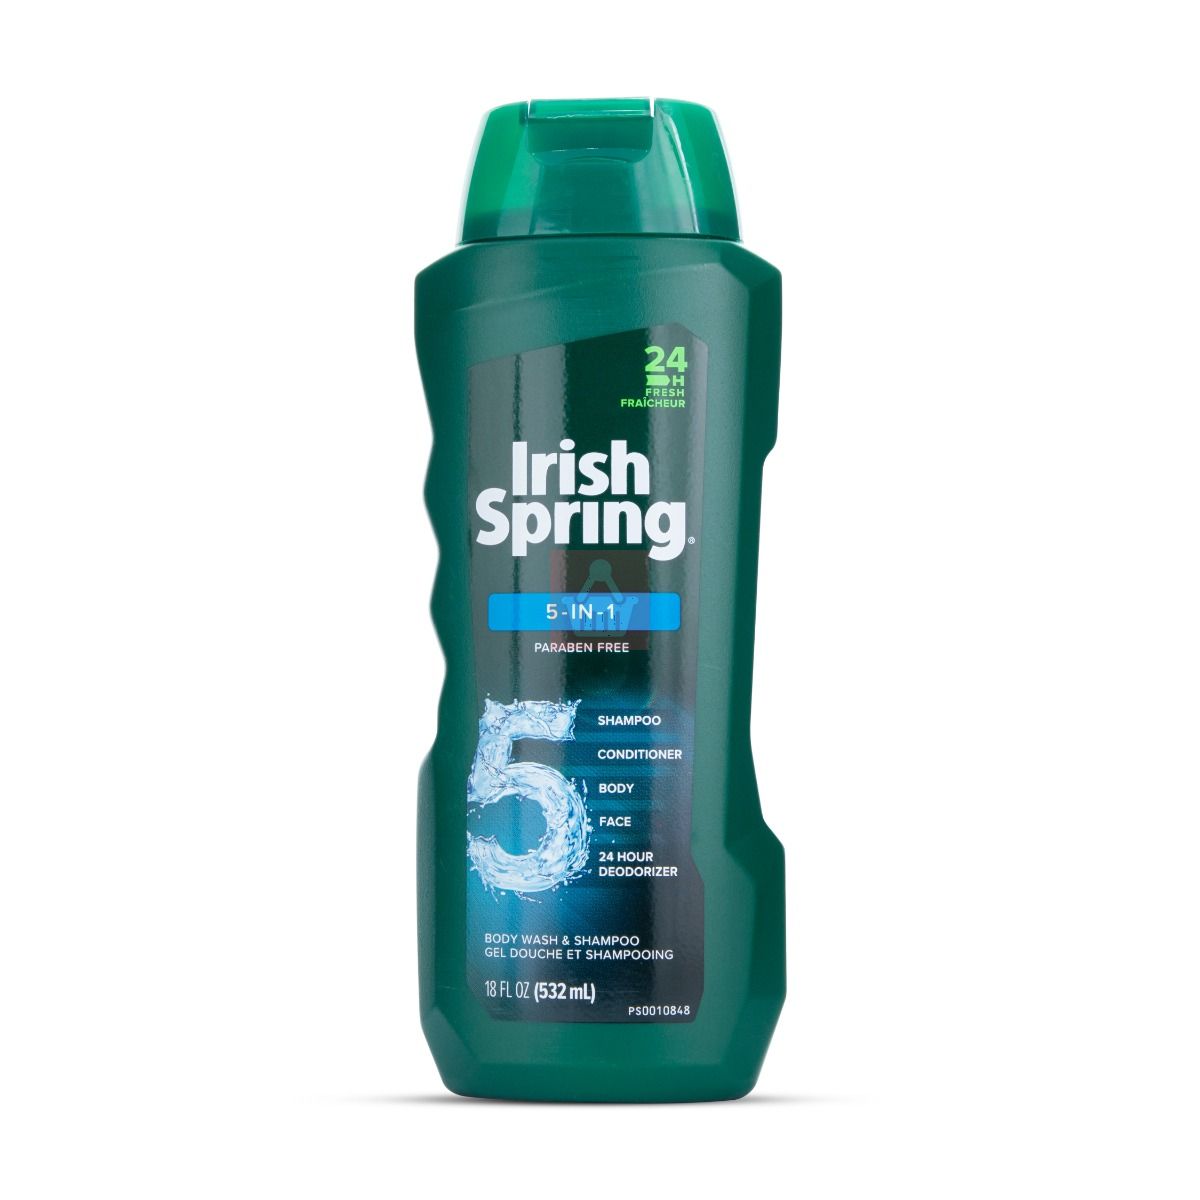 24
H
FRESH
FRAÎCHEUR
Irish
Spring®
5-IN-1
PARABEN FREE
5
SHAMPOO
CONDITIONER
BODY
FACE
24 HOUR
DEODORIZER
BODY WASH & SHAMPOO
GEL DOUCHE ET SHAMPOOING
18 FL OZ (532 mL)
PS0010848